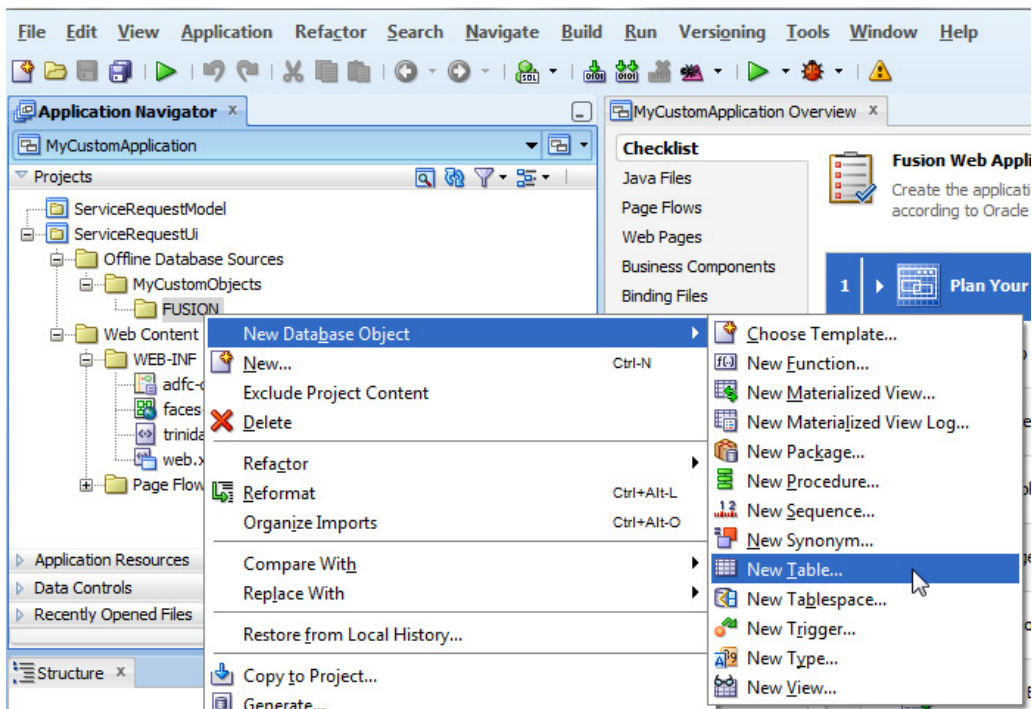 File Edit View Application Refactor Search Navigate Build Run Versioning Tools Window Help
Application Navigator x
MyCustomApplication
Projects
ServiceRequestModel
ServiceRequestUi
Offline Database Sources
MyCustomObjects
FUSION
Web Content
WEB-INF
adfc-
faces-
trinida
web.x
Page Flow
Application Resources
Data Controls
Recently Opened Files
Structure x
MyCustomApplication Overview x
Checklist
Java Files
Page Flows
Web Pages
Business Components
Binding Files
Fusion Web Appli
Create the applicati
according to Oracle
1 Plan Your
New Database Object
New... Ctrl-N
Exclude Project Content
Delete
Refactor
Reformat Ctrl+Alt-L
Organize Imports Ctrl+Alt-O
Compare With
Replace With
Restore from Local History...
Copy to Project...
Generate...
Choose Template...
New Function...
New Materialized View...
New Materialized View Log...
New Package...
New Procedure...
New Sequence...
New Synonym...
New Table...
New Tablespace...
New Trigger...
New Type...
New View...